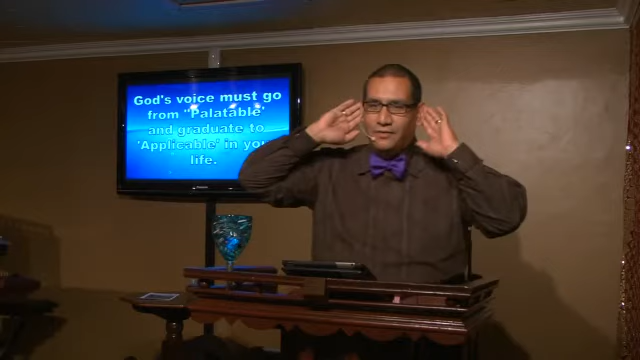 God's voice must go
from "Palatable'
and graduate to
'Applicable' in your
life.